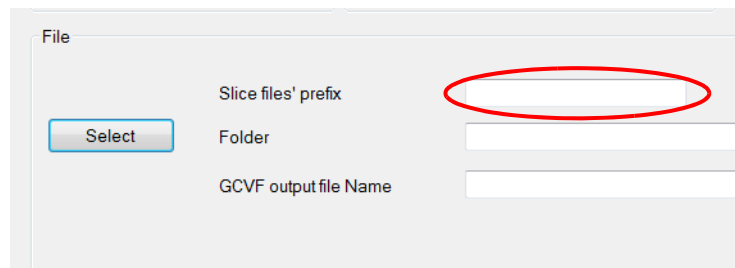 File
Slice files' prefix
Select
Folder
GCVF output file Name